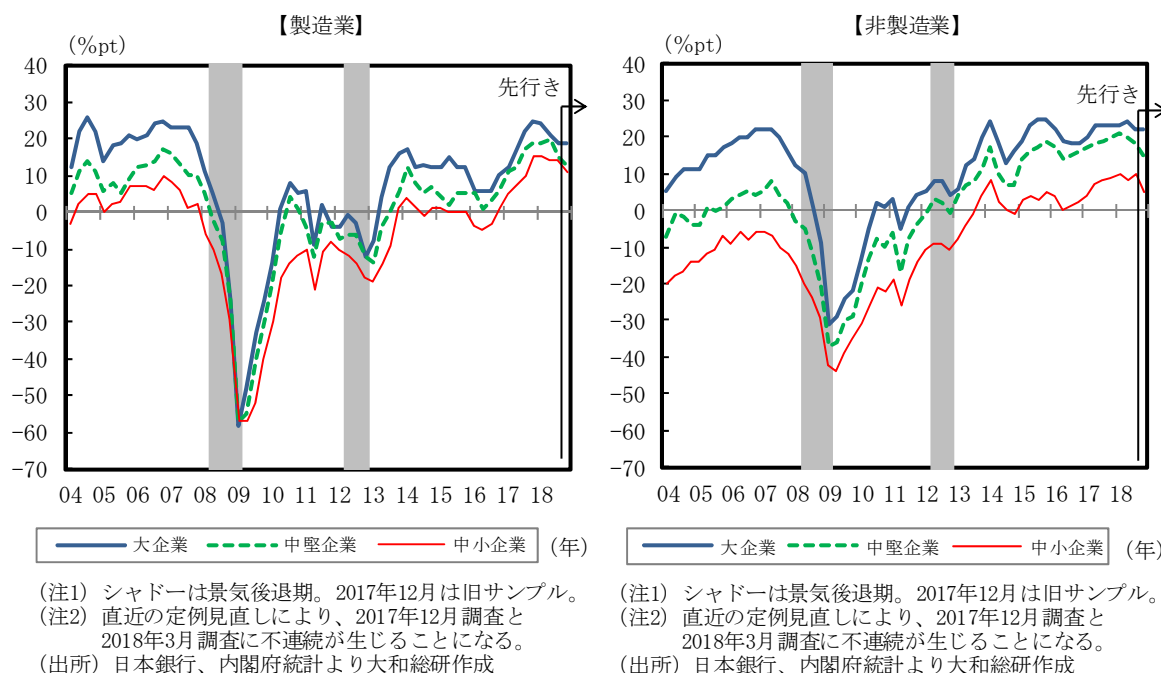 【製造業】
(%pt)
40
30
20
10
0
−10
−20
−30
−40
−50
−60
−70
先行き
04 05 06 07 08 09 10 11 12 13 14 15 16 17 18
大企業 中堅企業 中小企業 (年)
(注1) シャドーは景気後退期。2017年12月は旧サンプル。
(注2) 直近の定例見直しにより、2017年12月調査と
2018年3月調査に不連続が生じることになる。
(出所) 日本銀行、内閣府統計より大和総研作成
【非製造業】
(%pt)
40
30
20
10
0
−10
−20
−30
−40
−50
−60
−70
先行き
04 05 06 07 08 09 10 11 12 13 14 15 16 17 18
大企業 中堅企業 中小企業 (年)
(注1) シャドーは景気後退期。2017年12月は旧サンプル。
(注2) 直近の定例見直しにより、2017年12月調査と
2018年3月調査に不連続が生じることになる。
(出所) 日本銀行、内閣府統計より大和総研作成